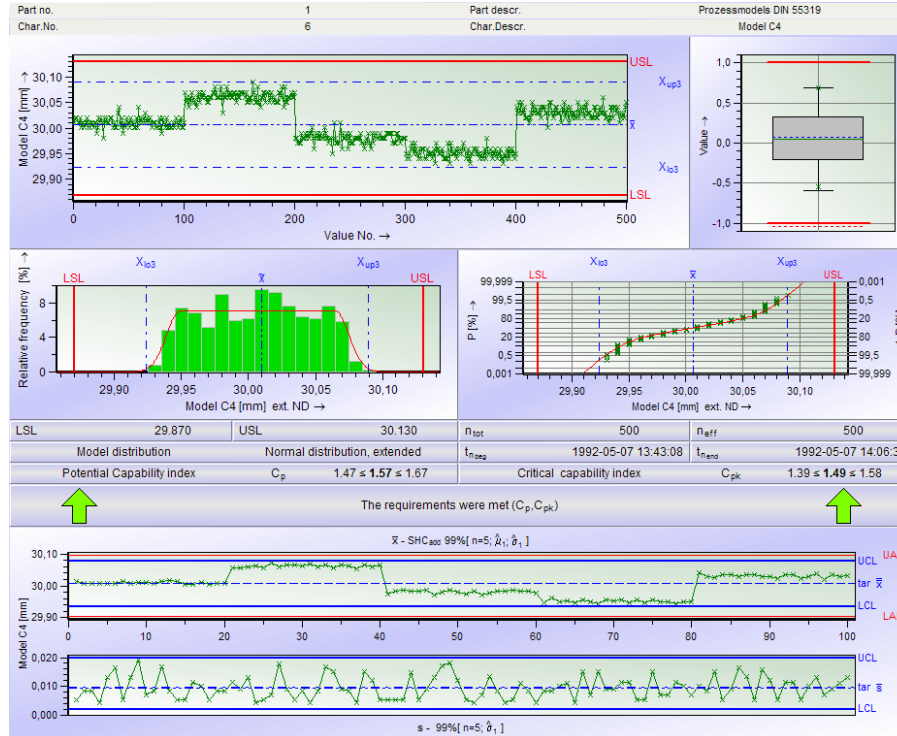 Part no. 1 Part descr. Prozessmodels DIN 55319
Char.No. 6 Char.Descr. Model C4
Model C4 [mm] →
30,10
30,05
30,00
29,95
29,90
USL
Xup3
x̿
Xlo3
LSL
0 100 200 300 400 500
Value No. →
Value →
1,0
0,5
0,0
-0,5
-1,0
Relative frequency [%] →
8
4
0
LSL Xlo3 x̿ Xup3 USL
29,90 29,95 30,00 30,05 30,10
Model C4 [mm] ext. ND →
P [%] →
LSL Xlo3 x̿ Xup3 USL
99,999 0,001
99,5 0,5
80 20
20 80
0,5 99,5
0,001 99,999
29,90 29,95 30,00 30,05 30,10
Model C4 [mm] ext. ND →
LSL 29.870 USL 30.130 ntot 500 neff 500
Model distribution Normal distribution, extended tnbeg 1992-05-07 13:43:08 tnend 1992-05-07 14:06:3
Potential Capability index Cp 1.47 ≤ 1.57 ≤ 1.67 Critical capability index Cpk 1.39 ≤ 1.49 ≤ 1.58
The requirements were met (Cp,Cpk)
x̅ - SHCadd 99%[ n=5; μ̂1; σ̂1 ]
Model C4 [mm]
30,10
30,00
29,90
UCL
tar x̿
LCL
0 10 20 30 40 50 60 70 80 90 100
0,020
0,010
0,000
UCL
tar s̅
LCL
s - 99%[ n=5; σ̂1 ]